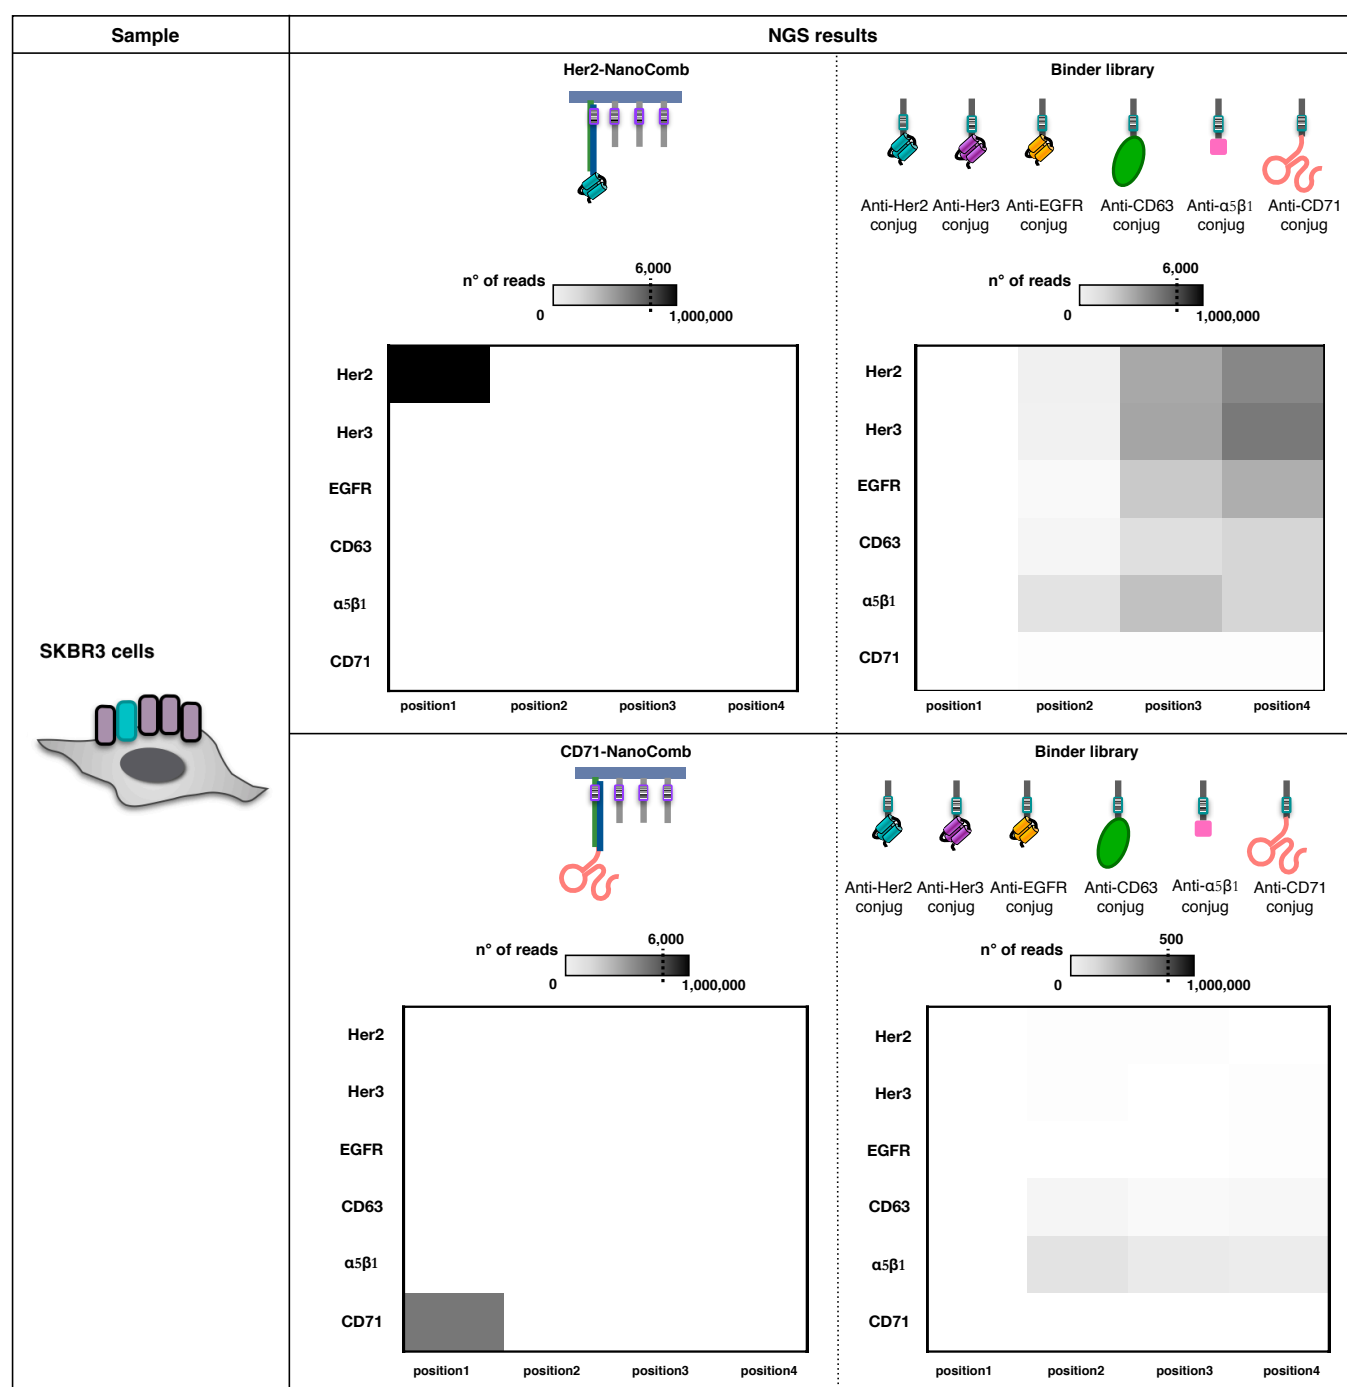 Sample
NGS results
Her2-NanoComb
Binder library
Anti-Her2 Anti-Her3 Anti-EGFR Anti-CD63 Anti-α5β1 Anti-CD71
conjug conjug conjug conjug conjug conjug
6,000
n° of reads
0 1,000,000
6,000
n° of reads
0 1,000,000
Her2
Her3
EGFR
CD63
α5β1
CD71
position1 position2 position3 position4
Her2
Her3
EGFR
CD63
α5β1
CD71
position1 position2 position3 position4
SKBR3 cells
CD71-NanoComb
Binder library
Anti-Her2 Anti-Her3 Anti-EGFR Anti-CD63 Anti-α5β1 Anti-CD71
conjug conjug conjug conjug conjug conjug
6,000
n° of reads
0 1,000,000
500
n° of reads
0 1,000,000
Her2
Her3
EGFR
CD63
α5β1
CD71
position1 position2 position3 position4
Her2
Her3
EGFR
CD63
α5β1
CD71
position1 position2 position3 position4